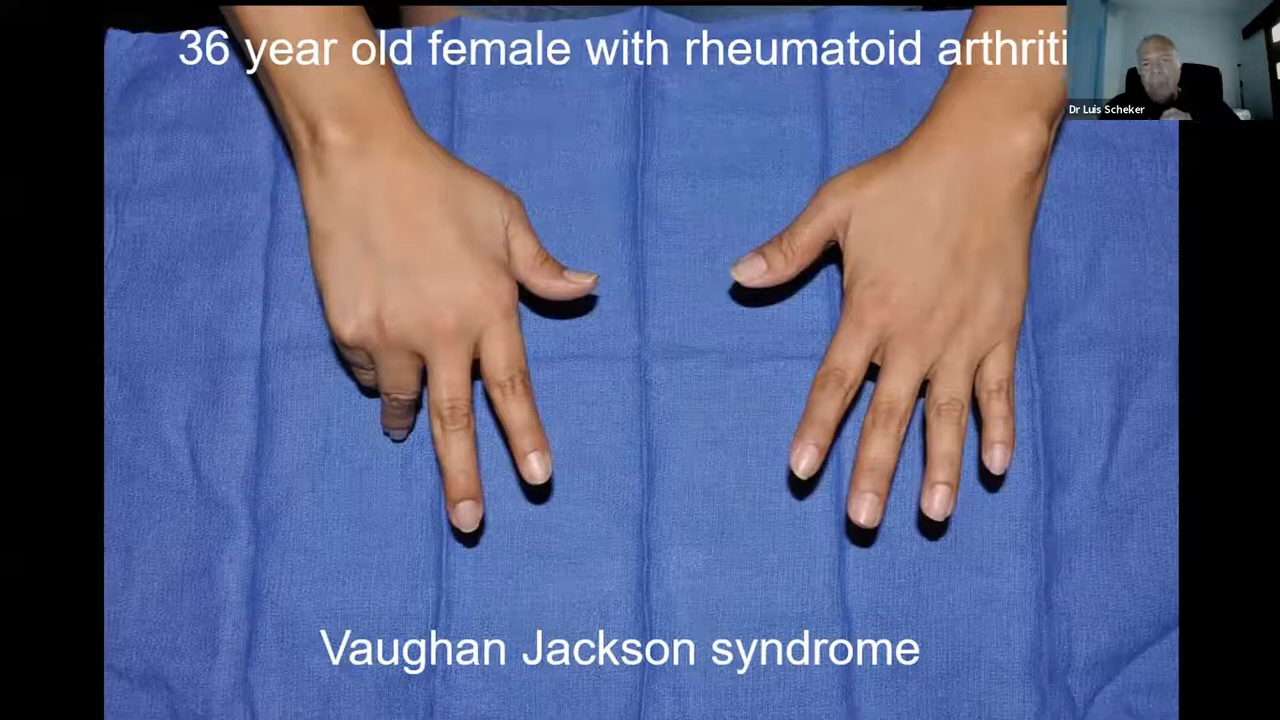 36 year old female with rheumatoid arthriti
Dr Luis Scheker
Vaughan Jackson syndrome